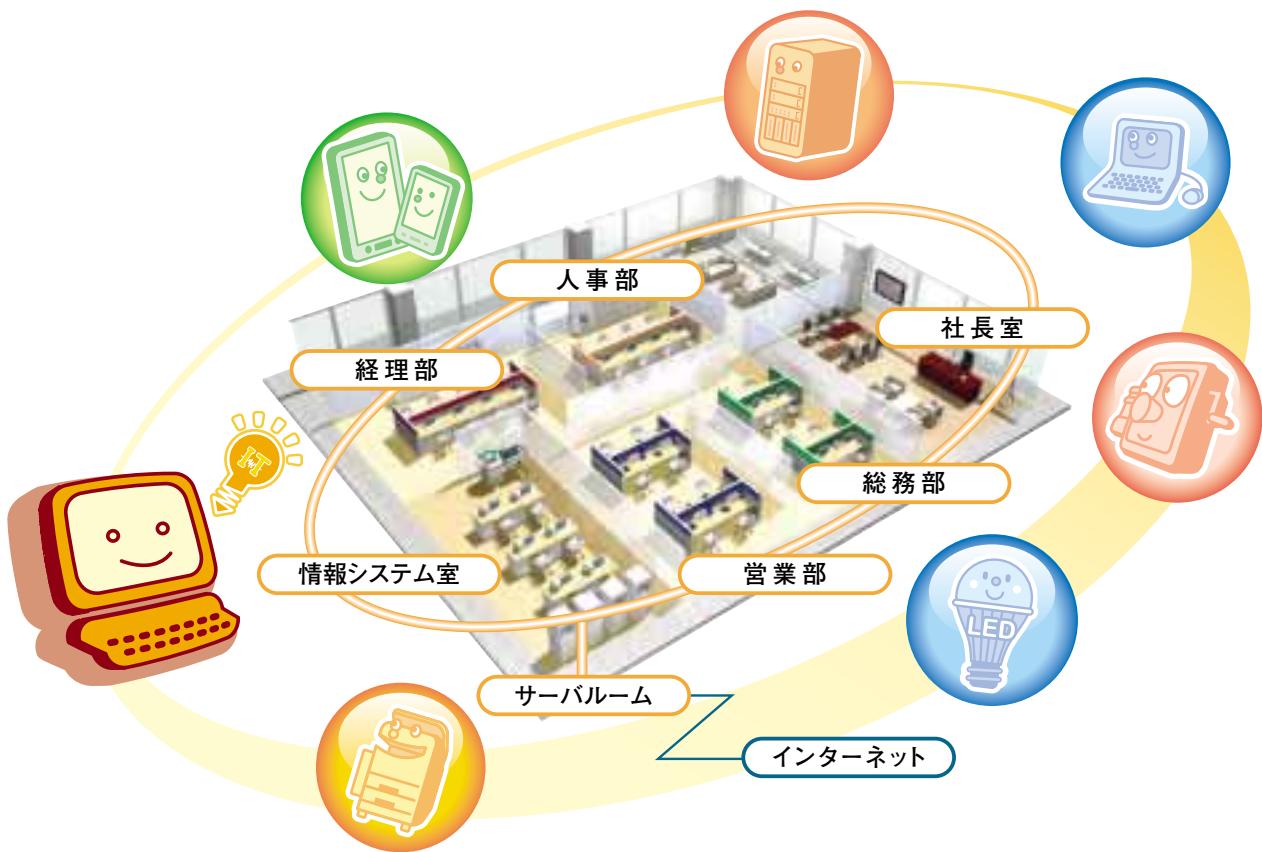 人事部
社長室
経理部
I&T
総務部
情報システム室
営業部
LED
サーバルーム
インターネット